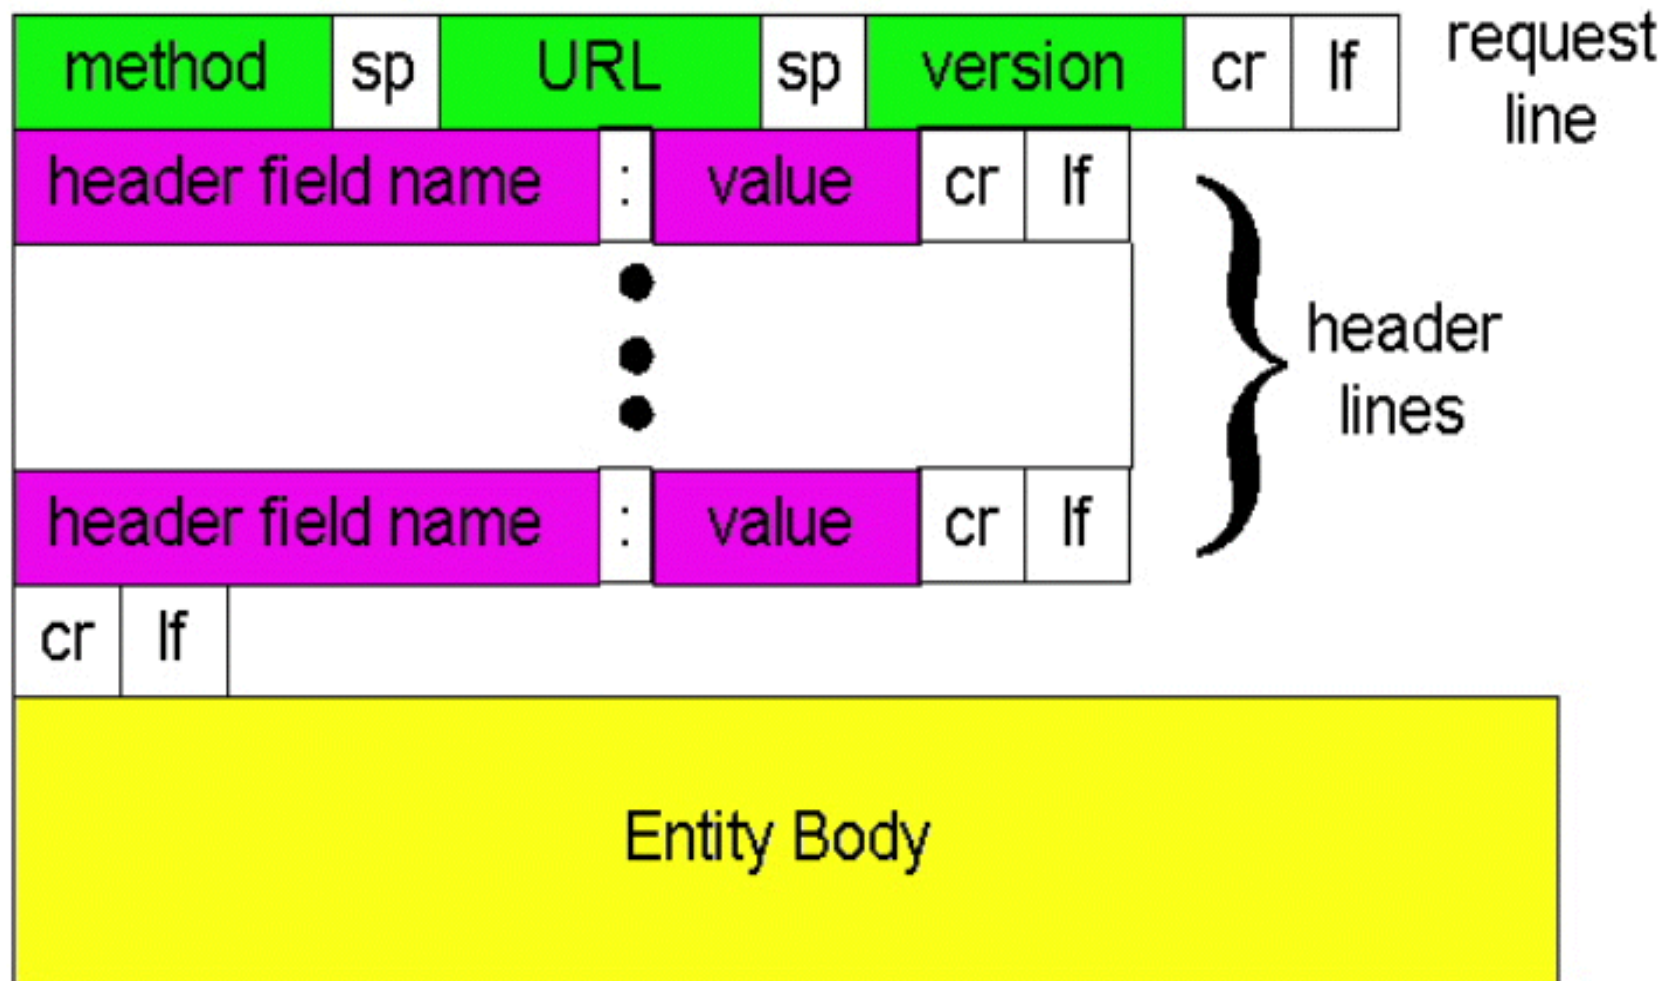 method sp URL sp version cr lf
request
line
header field name : value cr lf
header
lines
header field name : value cr lf
cr lf
Entity Body